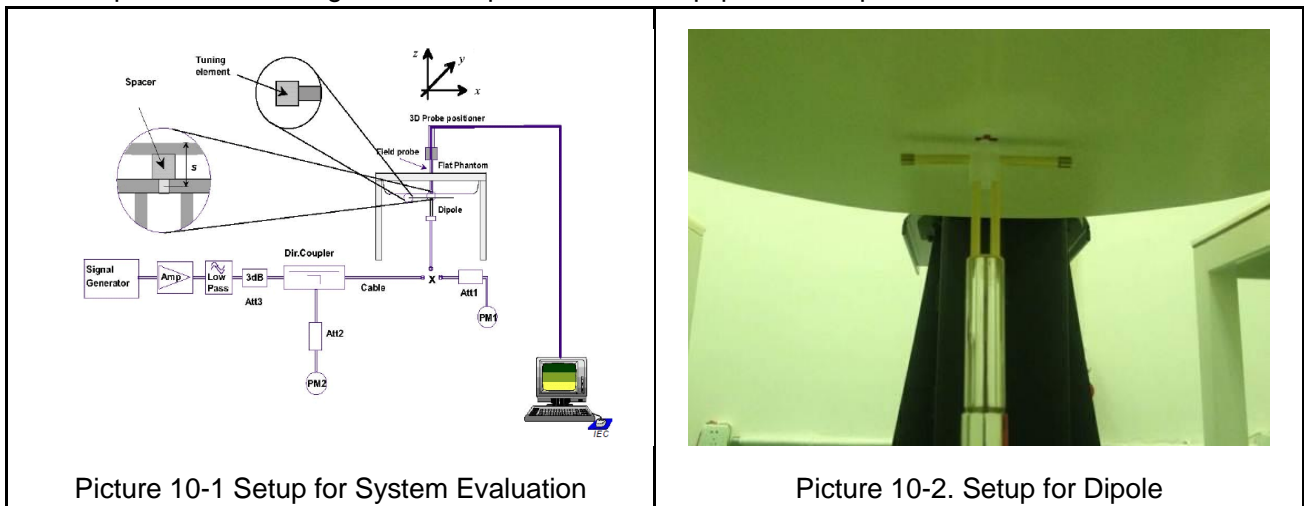 Tuning
element
Spacer
s
z
y
x
3D Probe positioner
Field probe
Flat Phantom
Dipole
Signal
Generator
Amp
Low
Pass
3dB
Att3
Dir.Coupler
Cable
x
Att1
PM1
Att2
PM2
IEC
Picture 10-1 Setup for System Evaluation
Picture 10-2. Setup for Dipole